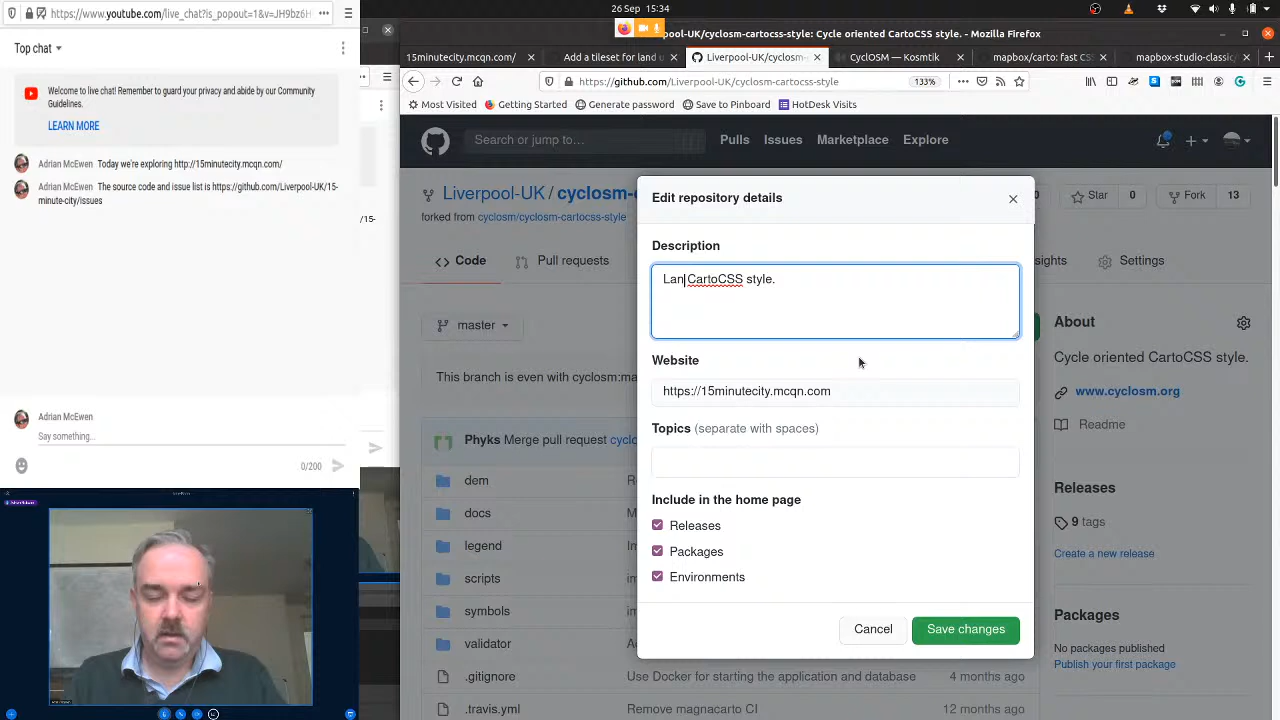 26 Sep 15:34
https://www.youtube.com/live_chat?is_popout=1&v=JH9bz6H
pool-UK/cyclosm-cartocss-style: Cycle oriented CartoCSS style. - Mozilla Firefox
15minutecity.mcqn.com/
Add a tileset for land u
Liverpool-UK/cyclosm-
CyclOSM — Kosmtik
mapbox/carto: fast CSS
mapbox-studio-classic
https://github.com/Liverpool-UK/cyclosm-cartocss-style
133%
Most Visited
Getting Started
Generate password
Save to Pinboard
HotDesk Visits
Top chat
Welcome to live chat! Remember to guard your privacy and abide by our Community
Guidelines.
LEARN MORE
Adrian McEwen Today we're exploring http://15minutecity.mcqn.com/
Adrian McEwen The source code and issue list is https://github.com/Liverpool-UK/15-
minute-city/issues
/15-
Adrian McEwen
Say something...
0/200
Search or jump to...
/
Pulls
Issues
Marketplace
Explore
Liverpool-UK / cyclosm-c
forked from cyclosm/cyclosm-cartocss-style
0
Star
0
Fork
13
Code
Pull requests
sights
Settings
master
This branch is even with cyclosm:ma
Phyks Merge pull request cyclo
dem
docs
legend
Im
scripts
im
symbols
im
validator
Ac
.gitignore
Use Docker for starting the application and database
4 months ago
.travis.yml
Remove magnacarto CI
12 months ago
Edit repository details
Description
Lan CartoCSS style.
Website
https://15minutecity.mcqn.com
Topics (separate with spaces)
Include in the home page
Releases
Packages
Environments
Cancel
Save changes
About
Cycle oriented CartoCSS style.
www.cyclosm.org
Readme
Releases
9 tags
Create a new release
Packages
No packages published
Publish your first package